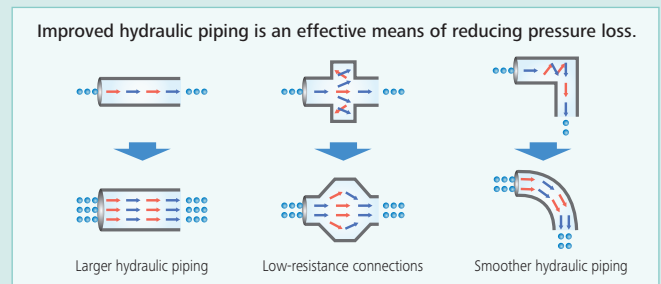 Improved hydraulic piping is an effective means of reducing pressure loss.
Larger hydraulic piping
Low-resistance connections
Smoother hydraulic piping